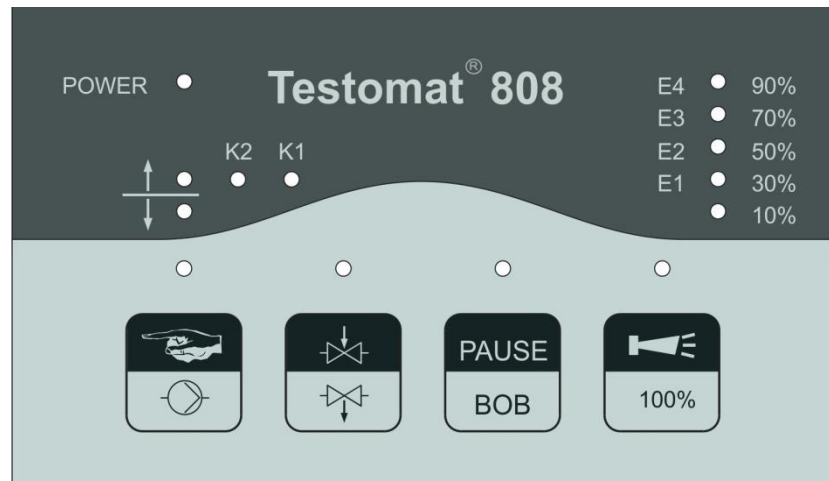 POWER
Testomat® 808
K2 K1
E4 90%
E3 70%
E2 50%
E1 30%
10%
PAUSE
BOB
100%